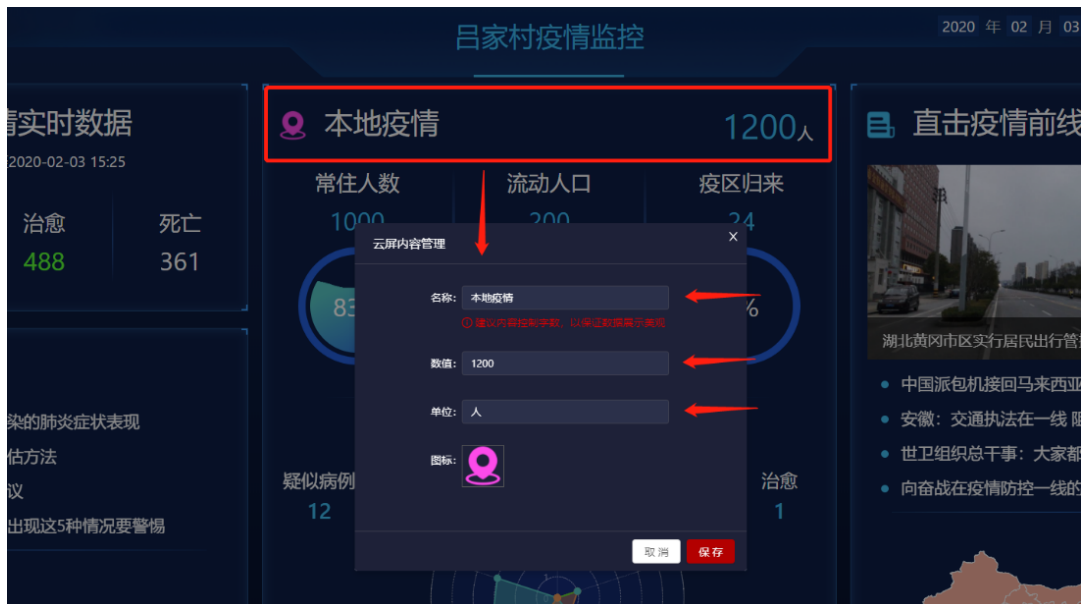 吕家村疫情监控
2020 年 02 月 03
情实时数据
2020-02-03 15:25
治愈 死亡
488 361
本地疫情 1200人
常住人数 流动人口 疫区归来
1000 200 24
83
%
云屏内容管理 X
名称: 本地疫情
建议内容控制字数，以保证数据展示美观
数值: 1200
单位: 人
图标:
取消 保存
疑似病例 治愈
12 1
染的肺炎症状表现
估方法
议
出现这5种情况要警惕
直击疫情前线
湖北黄冈市区实行居民出行管
中国派包机接回马来西亚
安徽：交通执法在一线 阻
世卫组织总干事：大家都
向奋战在疫情防控一线的